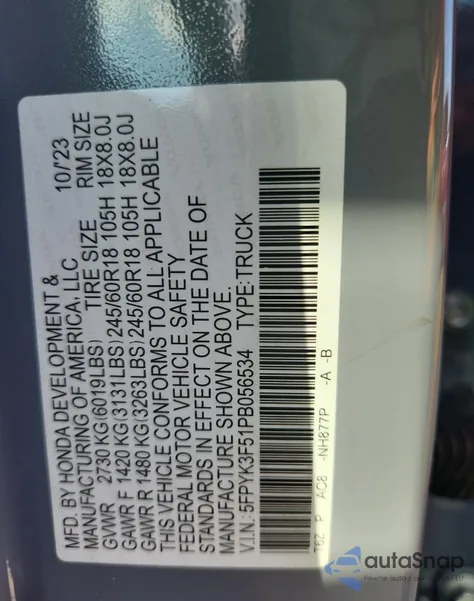 MFD. BY HONDA DEVELOPMENT & 10/'23
MANUFACTURING OF AMERICA, LLC
TIRE SIZE RIM SIZE
GVWR 2730 KG(6019LBS)
GAWR F 1420 KG(3131LBS)245/60R18 105H 18X8.0J
GAWR R 1480 KG(3263LBS)245/60R18 105H 18X8.0J
THIS VEHICLE CONFORMS TO ALL APPLICABLE
FEDERAL MOTOR VEHICLE SAFETY
STANDARDS IN EFFECT ON THE DATE OF
MANUFACTURE SHOWN ABOVE.
V.I.N.: 5FPYK3F51PB056534 TYPE:TRUCK
T6Z P AC8 -NH877P -A -B
autoSnap